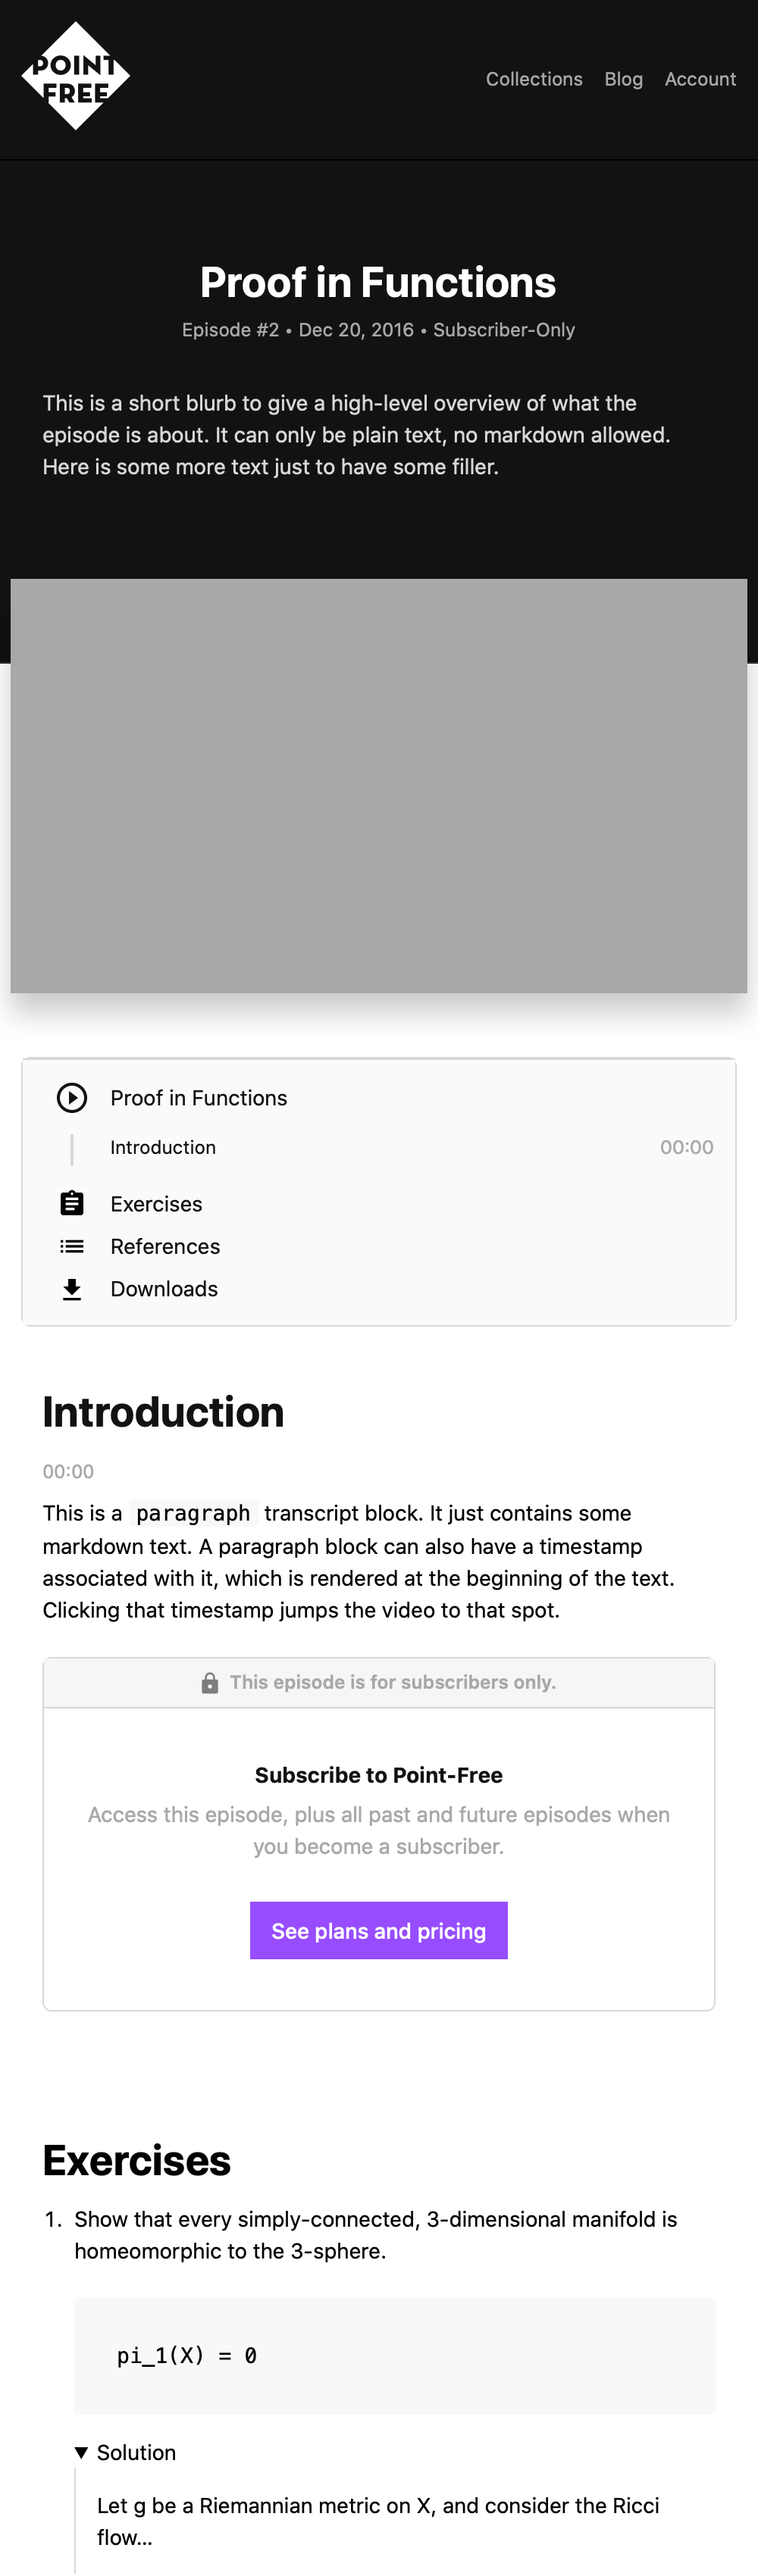 POINT
FREE
Collections Blog Account
Proof in Functions
Episode #2 • Dec 20, 2016 • Subscriber-Only
This is a short blurb to give a high-level overview of what the
episode is about. It can only be plain text, no markdown allowed.
Here is some more text just to have some filler.
Proof in Functions
Introduction 00:00
Exercises
References
Downloads
Introduction
00:00
This is a paragraph transcript block. It just contains some
markdown text. A paragraph block can also have a timestamp
associated with it, which is rendered at the beginning of the text.
Clicking that timestamp jumps the video to that spot.
This episode is for subscribers only.
Subscribe to Point-Free
Access this episode, plus all past and future episodes when
you become a subscriber.
See plans and pricing
Exercises
1. Show that every simply-connected, 3-dimensional manifold is
homeomorphic to the 3-sphere.
pi_1(X) = 0
▼ Solution
Let g be a Riemannian metric on X, and consider the Ricci
flow...